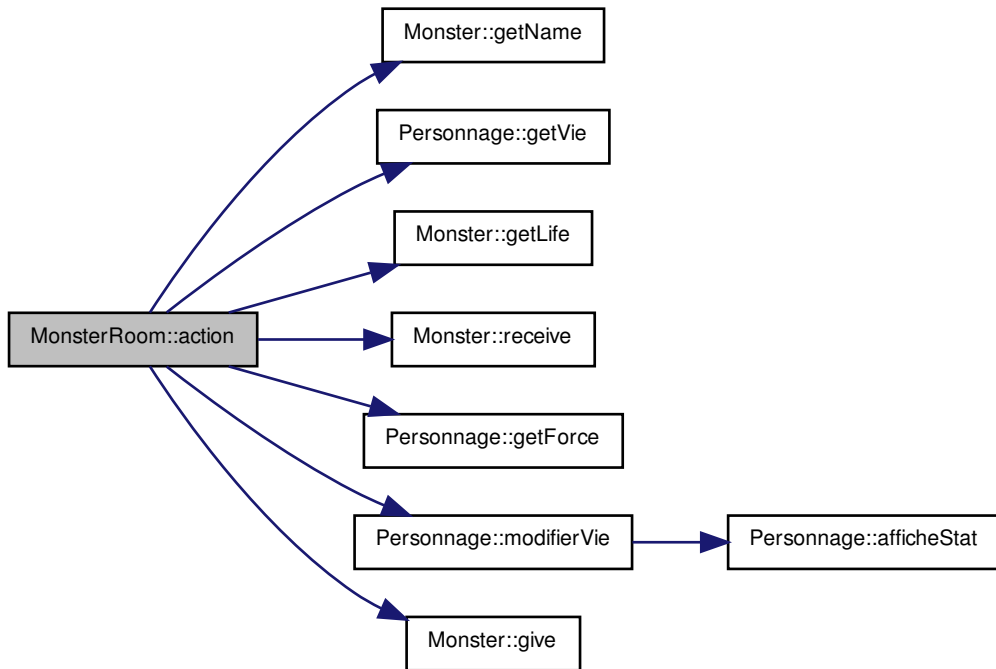 Monster::getName
Personnage::getVie
Monster::getLife
MonsterRoom::action
Monster::receive
Personnage::getForce
Personnage::modifierVie
Personnage::afficheStat
Monster::give